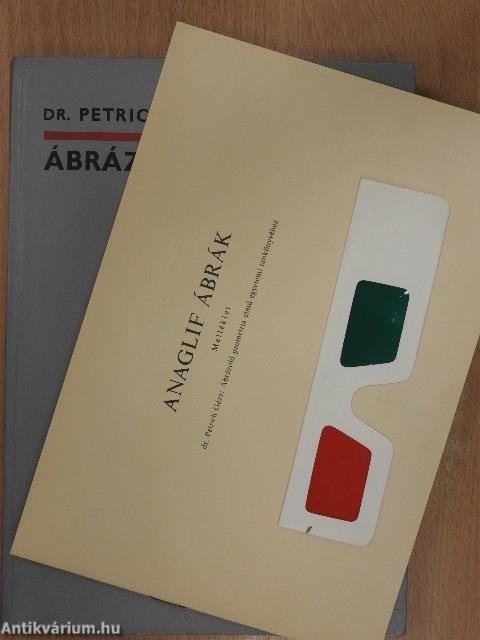 DR. PETRIC
ÁBRÁZ
ANAGLIF ÁBRÁK
Melléklet
dr. Petrich Géza: Ábrázoló geometria című egyetemi tankönyvéhez
Antikvárium.hu